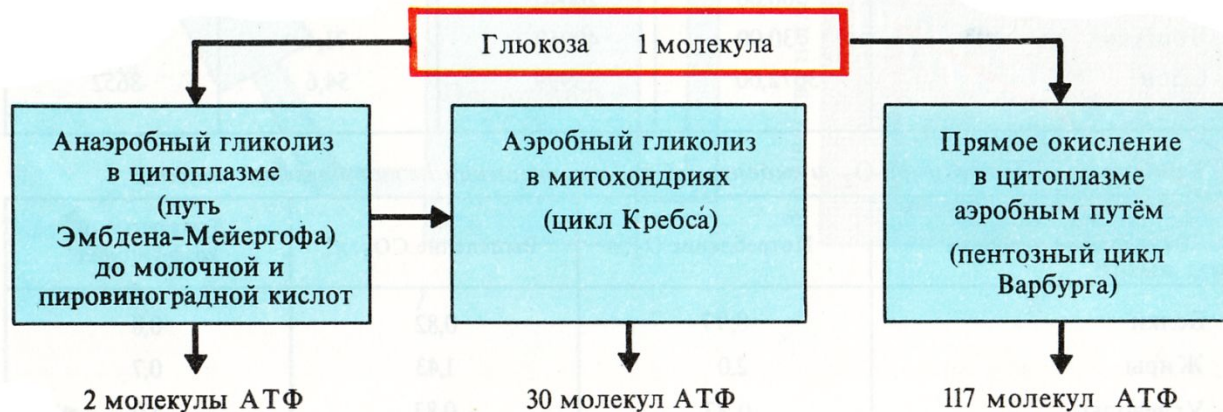 Глюкоза 1 молекула
Анаэробный гликолиз
в цитоплазме
(путь
Эмбдена-Мейергофа)
до молочной и
пировиноградной кислот
Аэробный гликолиз
в митохондриях
(цикл Кребса)
Прямое окисление
в цитоплазме
аэробным путём
(пентозный цикл
Варбурга)
2 молекулы АТФ
30 молекул АТФ
117 молекул АТФ